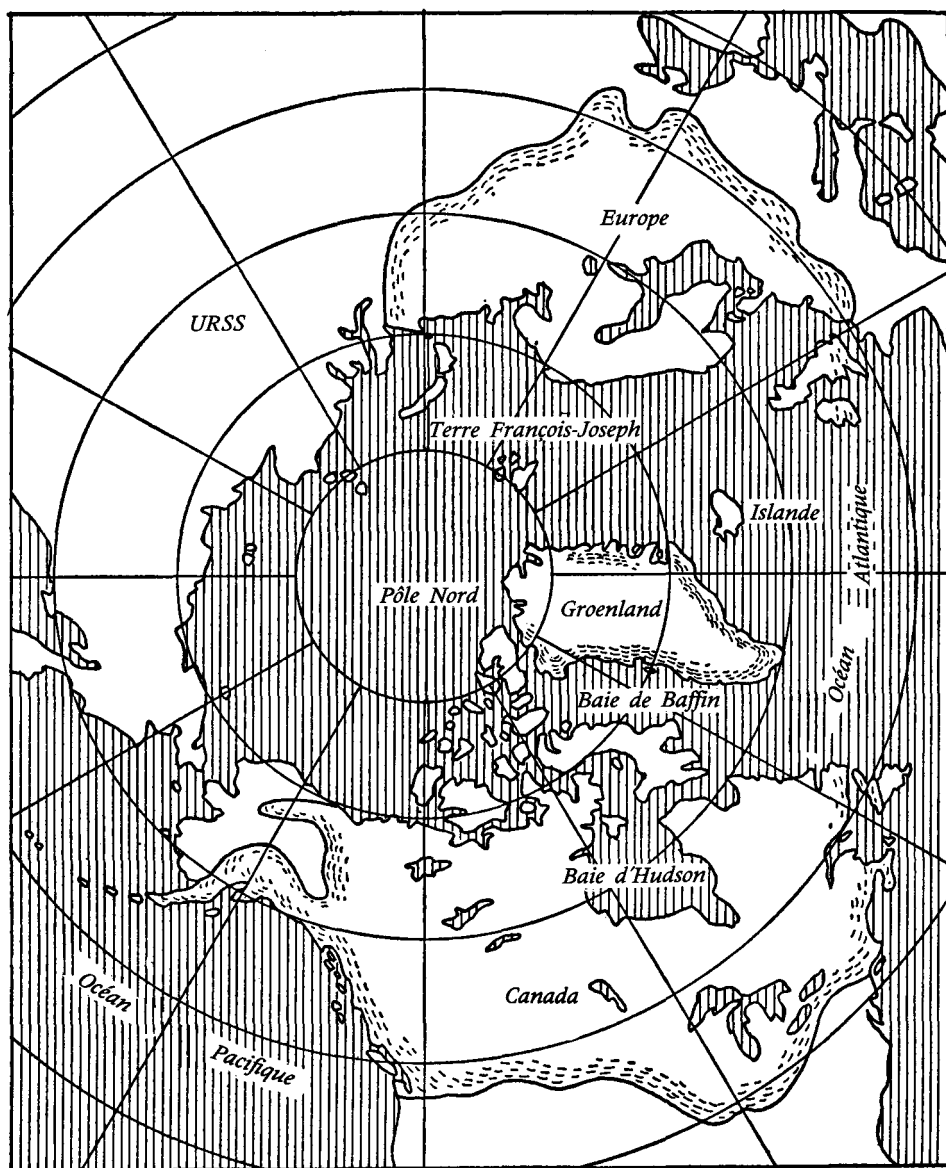 Europe
URSS
Terre François-Joseph
Islande
Océan Atlantique
Pôle Nord
Groenland
Baie de Baffin
Baie d'Hudson
Canada
Océan
Pacifique